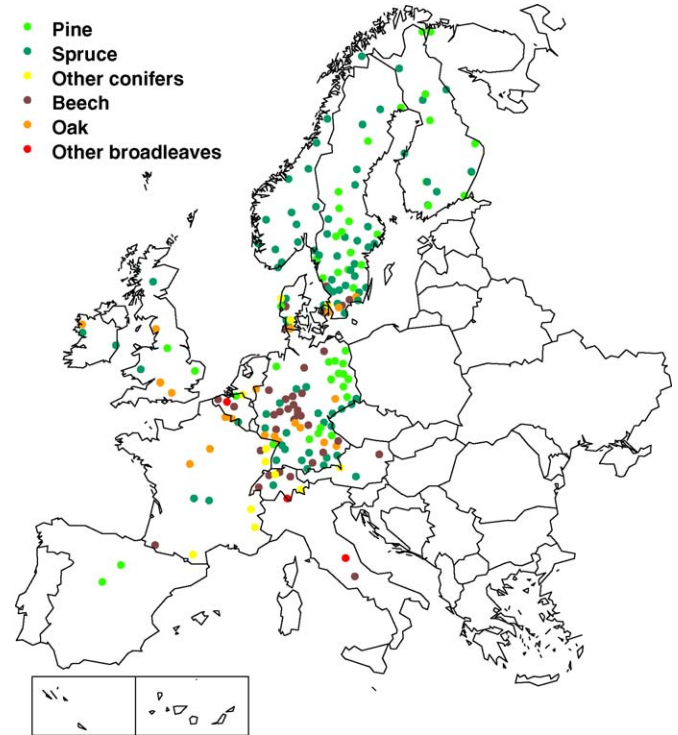 Pine
Spruce
Other conifers
Beech
Oak
Other broadleaves